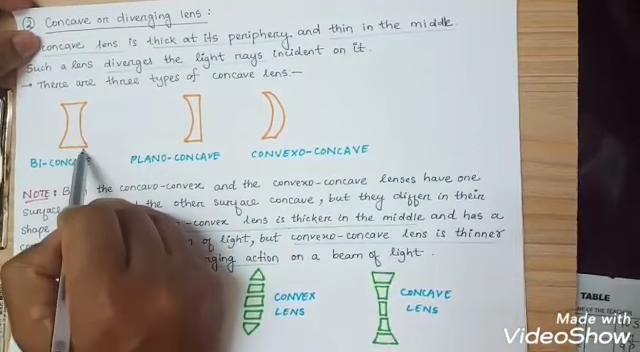 ② Concave or diverging lens :
concave lens is thick at its periphery and thin in the middle
Such a lens diverges the light rays incident on it.
→ There are three types of concave lens:—
BI-CONCAVE PLANO-CONCAVE CONVEXO-CONCAVE
NOTE: the concavo-convex and the convexo-concave lenses have one
surface the other surface concave, but they differ in their
shape -convex lens is thicker in the middle and has a
of light, but convexo-concave lens is thinner
action on a beam of light.
CONVEX
LENS
CONCAVE
LENS
TABLE
Made with
VideoShow